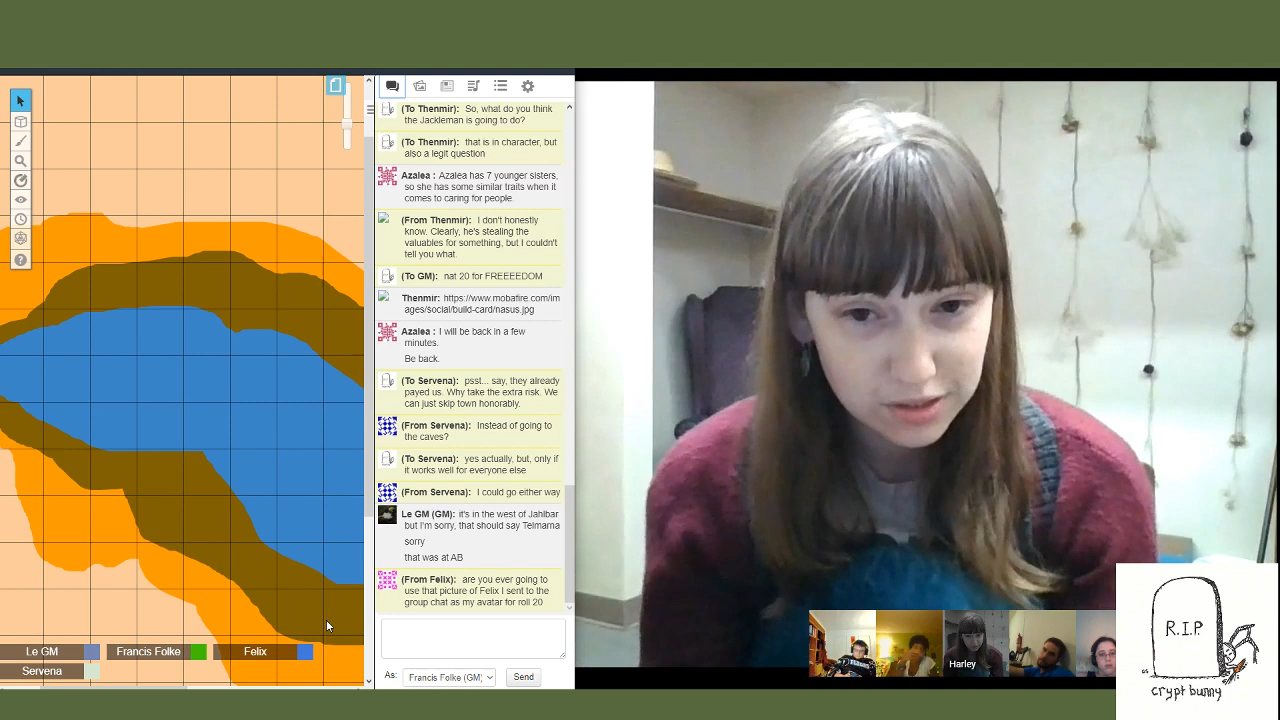 (To Thenmir): So, what do you think
the Jackleman is going to do?
(To Thenmir): that is in character, but
also a legit question
Azalea : Azalea has 7 younger sisters,
so she has some similar traits when it
comes to caring for people.
(From Thenmir): I don't honestly
know. Clearly, he's stealing the
valuables for something, but I couldn't
tell you what.
(To GM): nat 20 for FREEEEDOM
Thenmir: https://www.mobafire.com/im
ages/social/build-card/nasus.jpg
Azalea : I will be back in a few
minutes.
Be back.
(To Servena): psst... say, they already
payed us. Why take the extra risk. We
can just skip town honorably.
(From Servena): Instead of going to
the caves?
(To Servena): yes actually, but, only if
it works well for everyone else
(From Servena): I could go either way
Le GM (GM): it's in the west of Jahlbar
but I'm sorry, that should say Telmarna
sorry
that was at AB
(From Felix): are you ever going to
use that picture of Felix I sent to the
group chat as my avatar for roll 20
As: Francis Folke (GM) Send
Le GM Francis Folke Felix
Servena
Harley
R.I.P.
crypt bunny